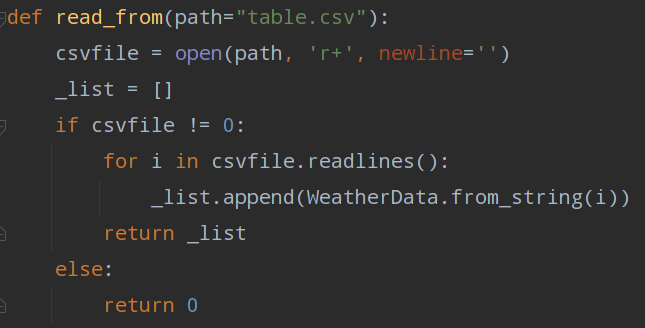 def read_from(path="table.csv"):
    csvfile = open(path, 'r+', newline='')
    _list = []
    if csvfile != 0:
        for i in csvfile.readlines():
            _list.append(WeatherData.from_string(i))
        return _list
    else:
        return 0